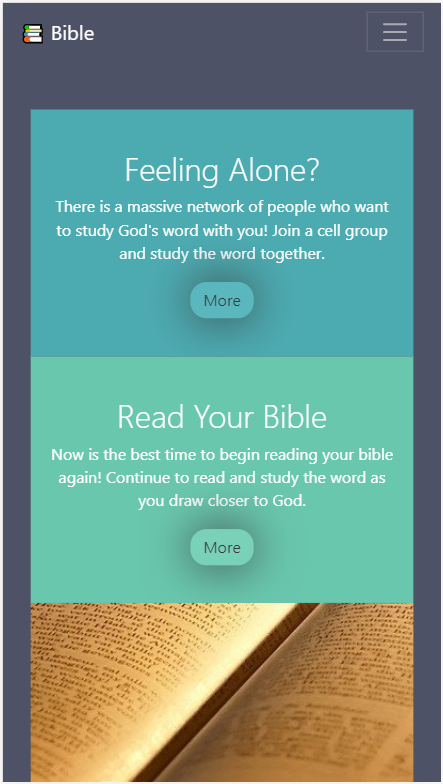 Bible
Feeling Alone?
There is a massive network of people who want
to study God's word with you! Join a cell group
and study the word together.
More
Read Your Bible
Now is the best time to begin reading your bible
again! Continue to read and study the word as
you draw closer to God.
More